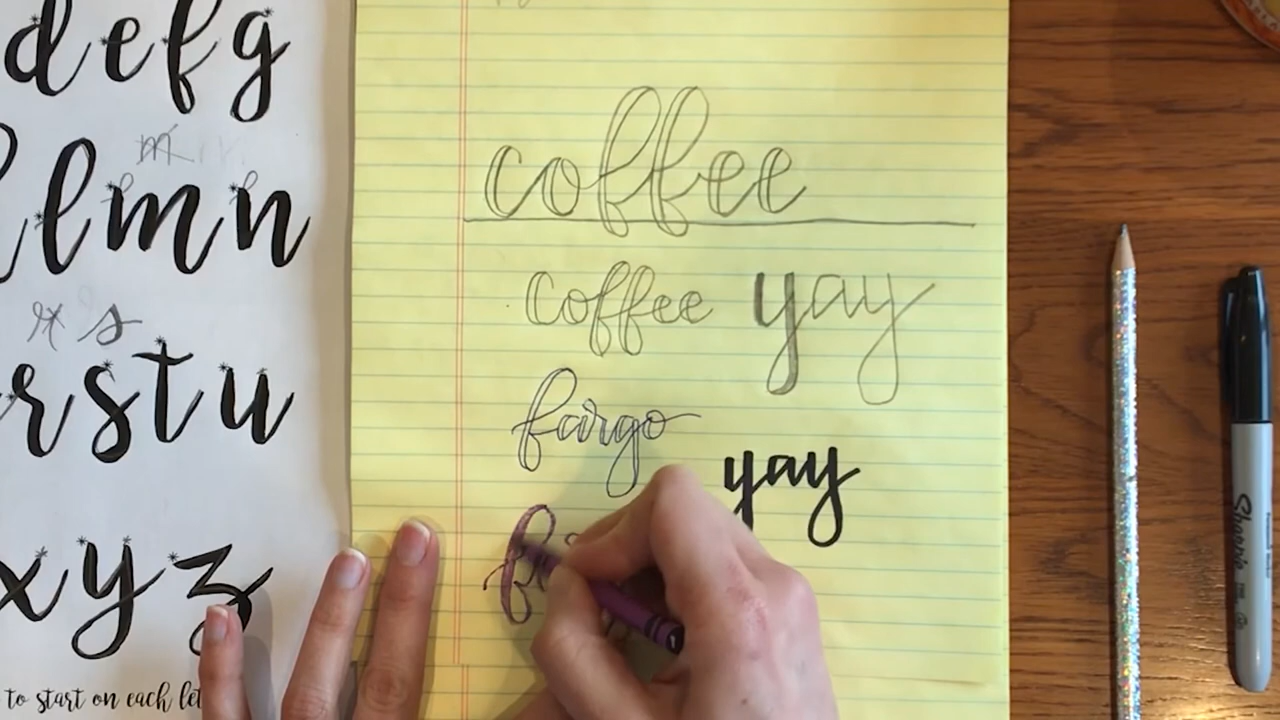 defg
lmn
m
rstu
r s
xyz
to start on each let
coffee
coffee yay
fargo
yay
f
Sharpie